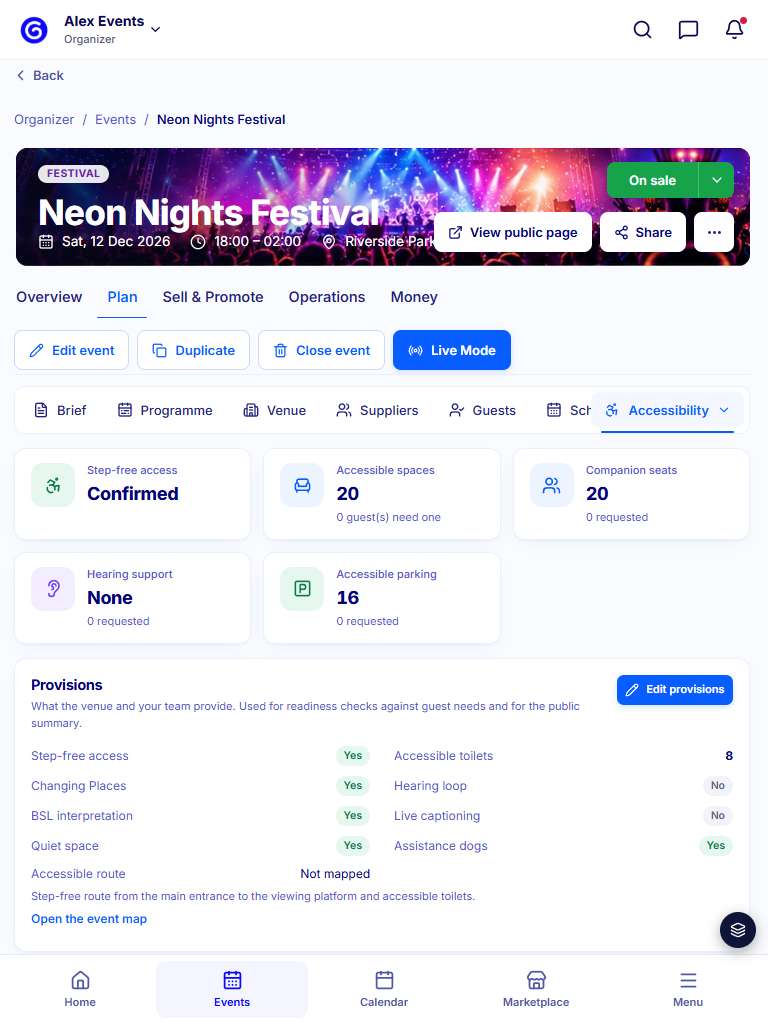 Alex Events
Organizer
Back
Organizer / Events / Neon Nights Festival
FESTIVAL
On sale
Neon Nights Festival
Sat, 12 Dec 2026
18:00 – 02:00
Riverside Park
View public page
Share
Overview
Plan
Sell & Promote
Operations
Money
Edit event
Duplicate
Close event
Live Mode
Brief
Programme
Venue
Suppliers
Guests
Sch
Accessibility
Step-free access
Confirmed
Accessible spaces
20
0 guest(s) need one
Companion seats
20
0 requested
Hearing support
None
0 requested
Accessible parking
16
0 requested
Provisions
What the venue and your team provide. Used for readiness checks against guest needs and for the public
summary.
Edit provisions
Step-free access Yes
Accessible toilets 8
Changing Places Yes
Hearing loop No
BSL interpretation Yes
Live captioning No
Quiet space Yes
Assistance dogs Yes
Accessible route Not mapped
Step-free route from the main entrance to the viewing platform and accessible toilets.
Open the event map
Home
Events
Calendar
Marketplace
Menu